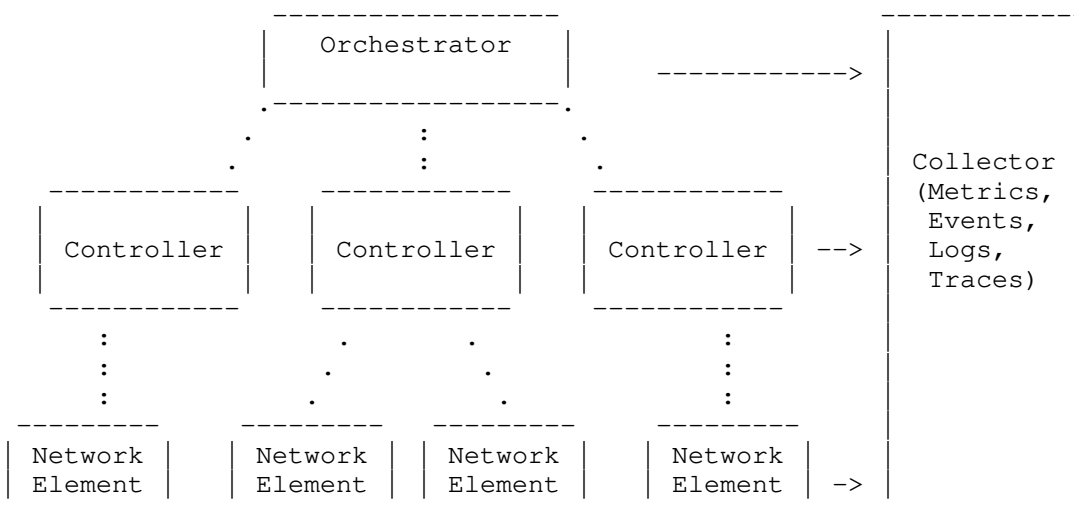 Orchestrator
Collector
(Metrics,
Events,
Controller Controller Controller Logs,
Traces)
Network Network Network Network
Element Element Element Element